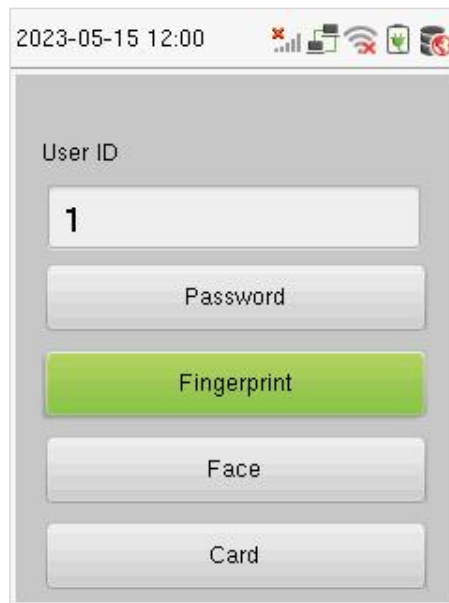 2023-05-15 12:00
User ID
1
Password
Fingerprint
Face
Card